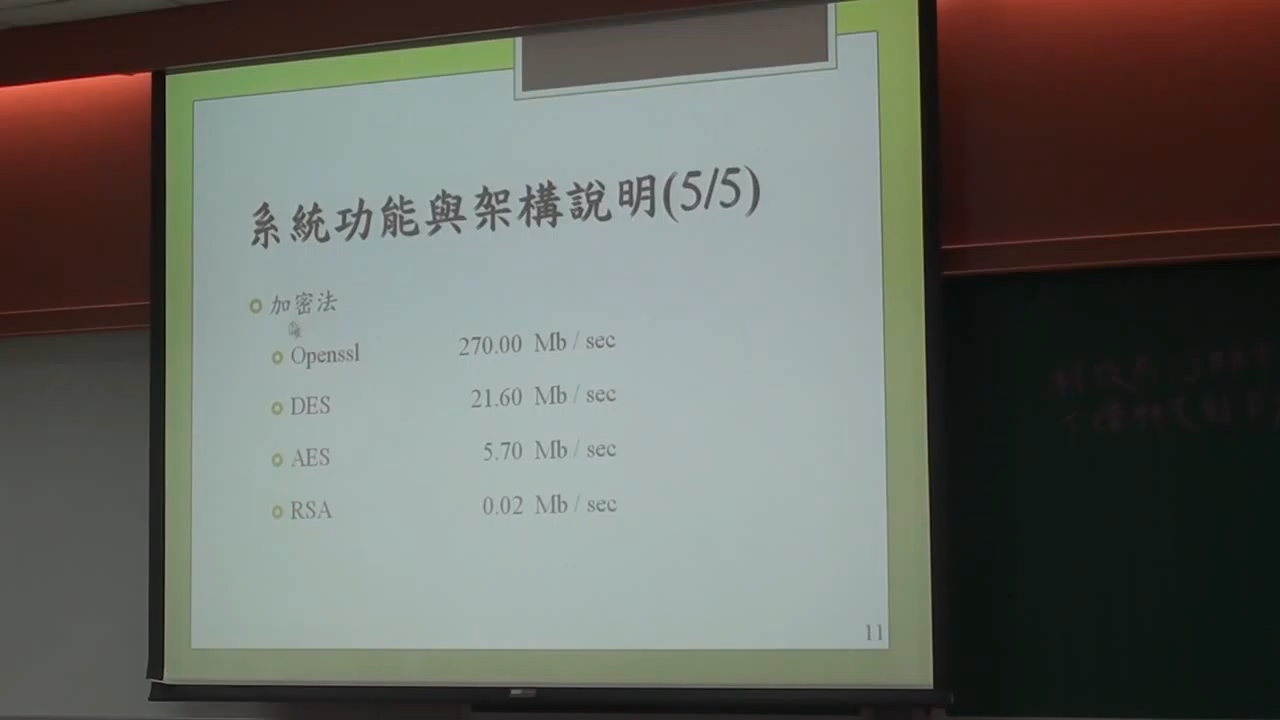 系統功能與架構說明(5/5)
加密法
Openssl 270.00 Mb / sec
DES 21.60 Mb / sec
AES 5.70 Mb / sec
RSA 0.02 Mb / sec
11